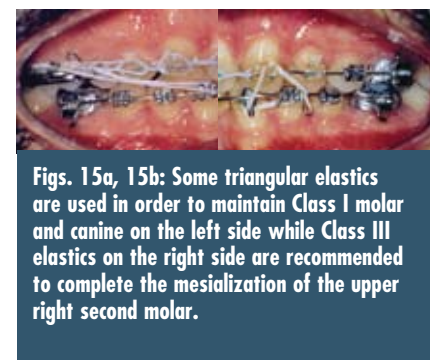 Figs. 15a, 15b: Some triangular elastics
are used in order to maintain Class I molar
and canine on the left side while Class III
elastics on the right side are recommended
to complete the mesialization of the upper
right second molar.